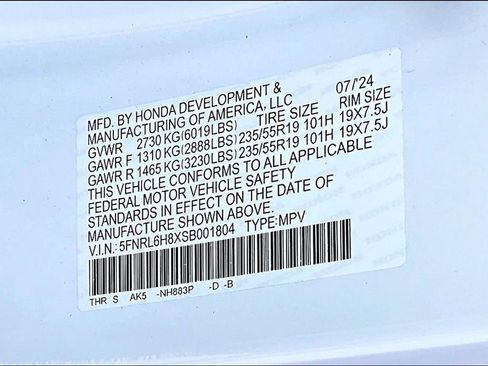 MFD. BY HONDA DEVELOPMENT & 07/'24
MANUFACTURING OF AMERICA, LLC
GVWR 2730 KG(6019LBS) TIRE SIZE RIM SIZE
GAWR F 1310 KG(2888LBS) 235/55R19 101H 19X7.5J
GAWR R 1465 KG(3230LBS) 235/55R19 101H 19X7.5J
THIS VEHICLE CONFORMS TO ALL APPLICABLE
FEDERAL MOTOR VEHICLE SAFETY
STANDARDS IN EFFECT ON THE DATE OF
MANUFACTURE SHOWN ABOVE.
V.I.N.: 5FNRL6H8XSB001804 TYPE:MPV
THR S AK5 -NH883P -D -B